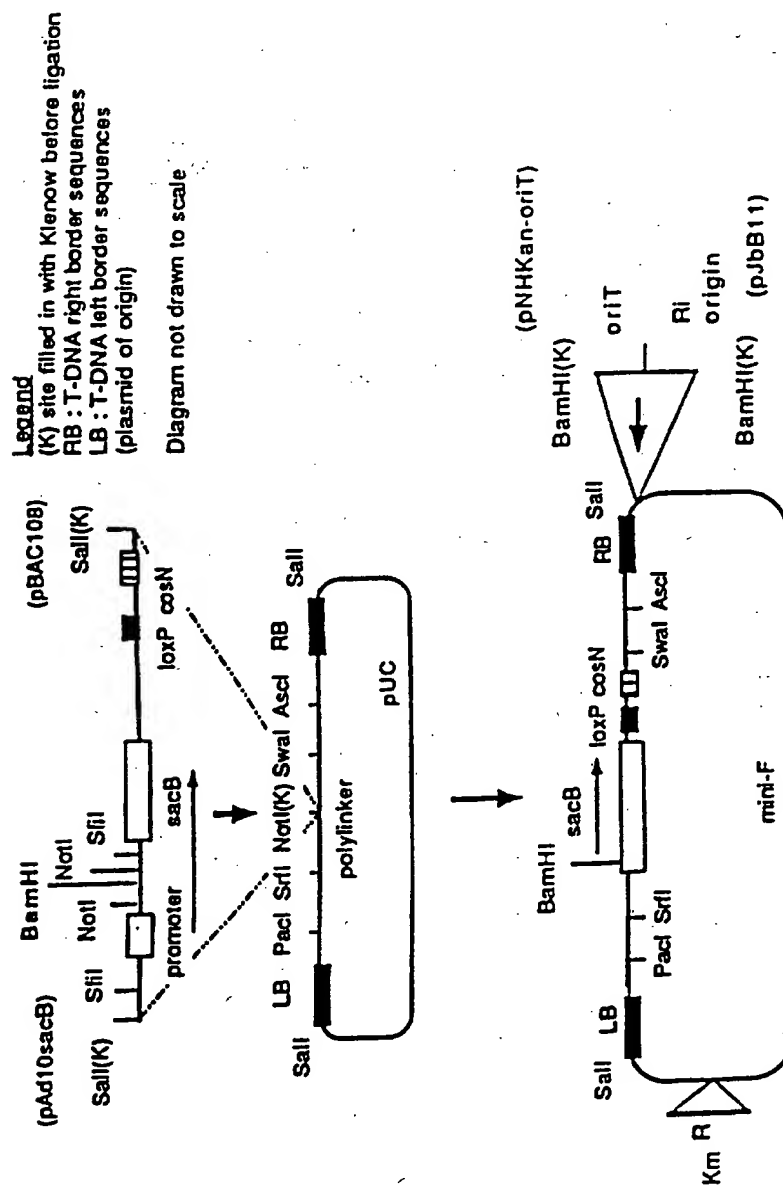 Legend
(K) site filled in with Klenow before ligation
RB : T-DNA right border sequences
LB : T-DNA left border sequences
(plasmid of origin)
Diagram not drawn to scale
(pAd10sacB)
(pBAC108)
SalI(K)
SfiI
NotI
BamHI
NotI
SfiI
SalI(K)
promoter
sacB
loxP cosN
SalI
LB
PacI
SrfI
NotI(K)
SwaI
AscI
RB
SalI
polylinker
pUC
BamHI
sacB
loxP cosN
SalI
LB
PacI
SrfI
SwaI
AscI
RB
SalI
Km R
mini-F
BamHI(K)
(pNHKan-oriT)
oriT
Ri
origin
BamHI(K)
(pJbB11)